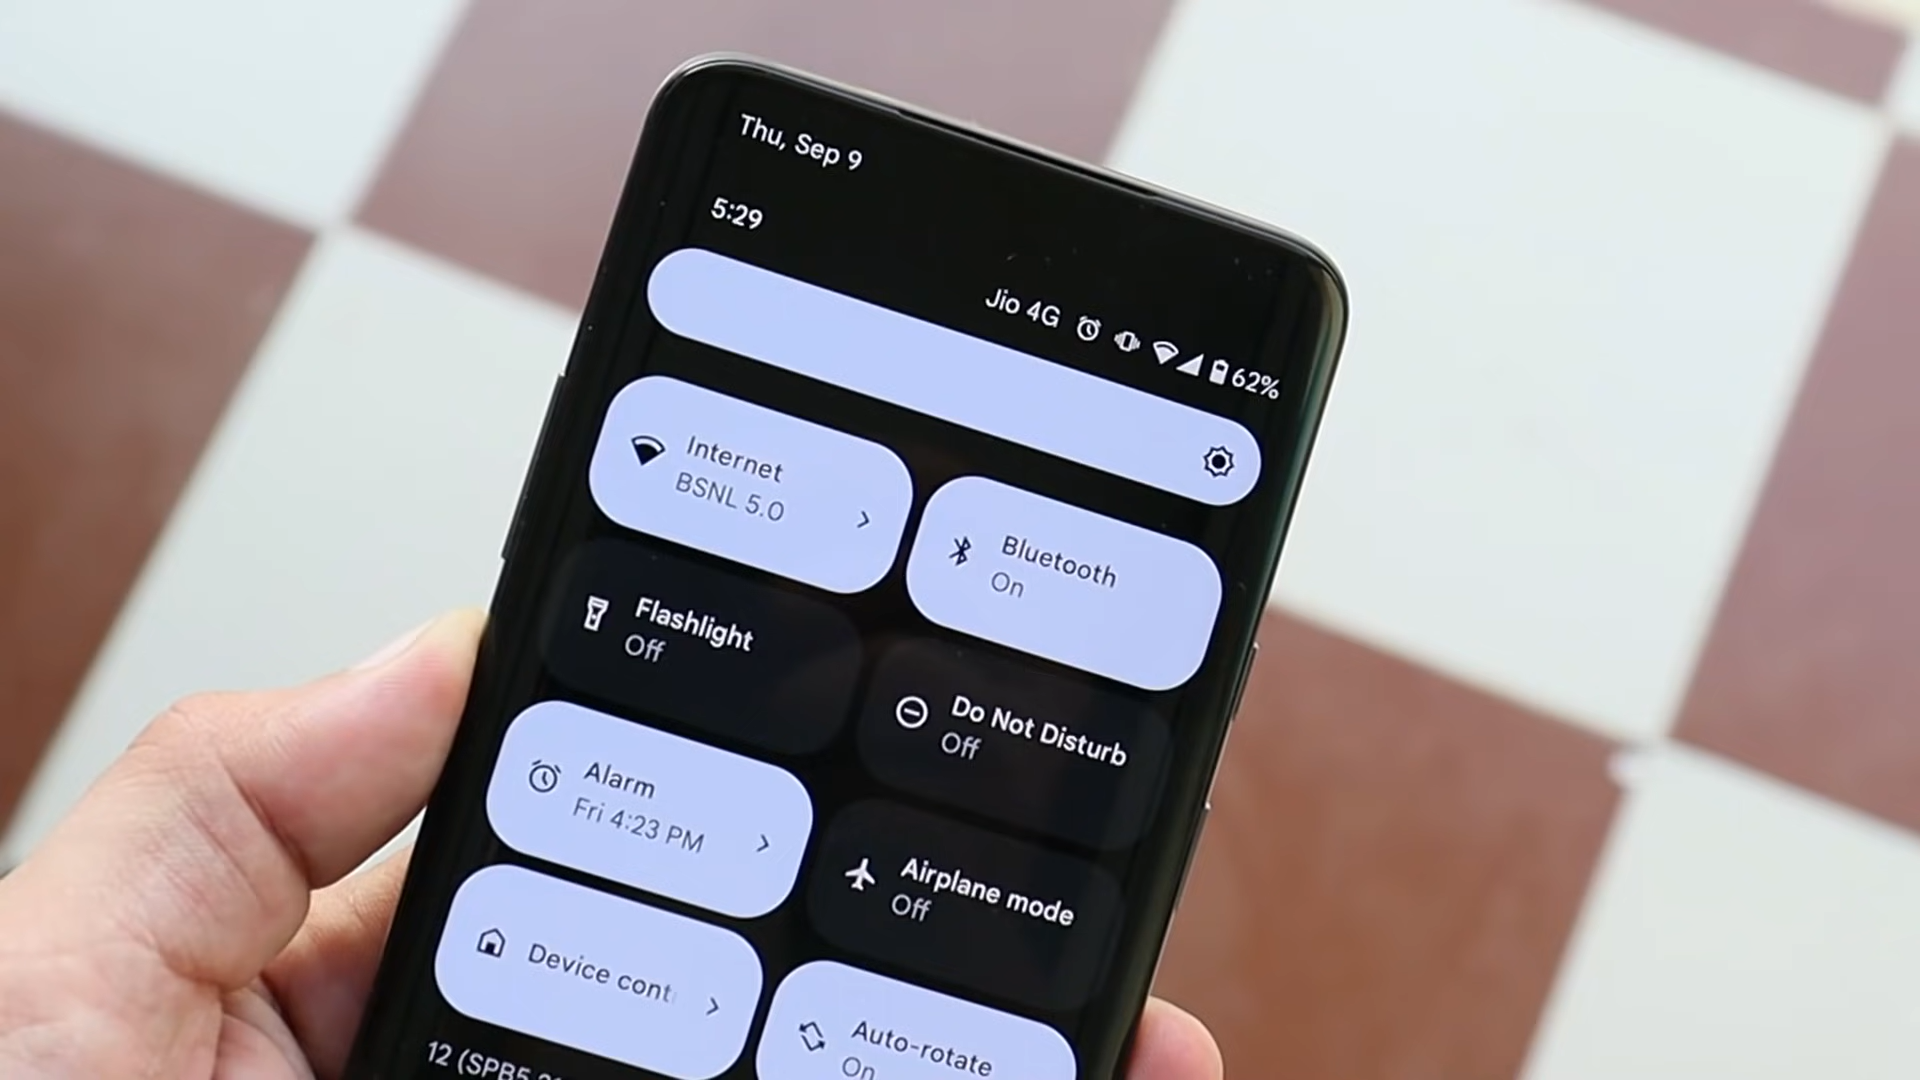 Thu, Sep 9
5:29
Jio 4G 62%
Internet
BSNL 5.0
Bluetooth
On
Flashlight
Off
Do Not Disturb
Off
Alarm
Fri 4:23 PM
Airplane mode
Off
Device cont
Auto-rotate
On
12 (SPB5